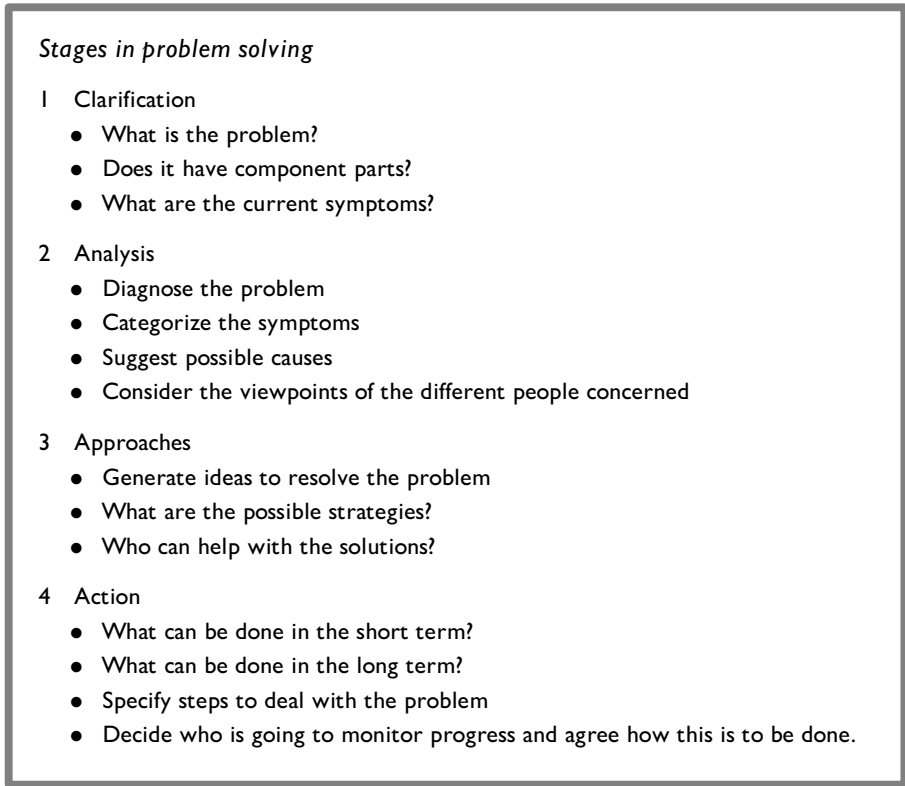 Stages in problem solving
1 Clarification
● What is the problem?
● Does it have component parts?
● What are the current symptoms?
2 Analysis
● Diagnose the problem
● Categorize the symptoms
● Suggest possible causes
● Consider the viewpoints of the different people concerned
3 Approaches
● Generate ideas to resolve the problem
● What are the possible strategies?
● Who can help with the solutions?
4 Action
● What can be done in the short term?
● What can be done in the long term?
● Specify steps to deal with the problem
● Decide who is going to monitor progress and agree how this is to be done.